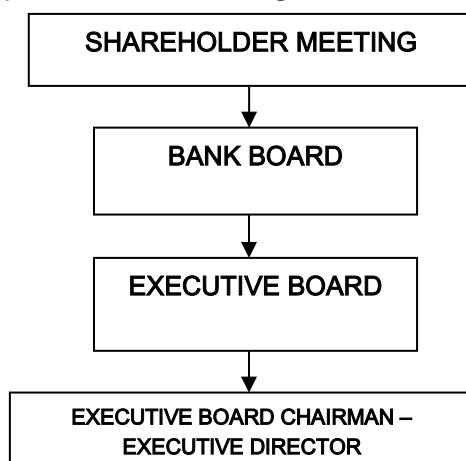 SHAREHOLDER MEETING
BANK BOARD
EXECUTIVE BOARD
EXECUTIVE BOARD CHAIRMAN –
EXECUTIVE DIRECTOR